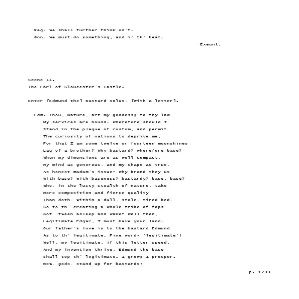 Reg. We shall further think on't.
Gon. We must do something, and i' th' heat.
Exeunt.
Scene II.
The Earl of Gloucester's Castle.
Enter [Edmund the] Bastard solus, [with a letter].
Edm. Thou, Nature, art my goddess; to thy law
My services are bound. Wherefore should I
Stand in the plague of custom, and permit
The curiosity of nations to deprive me,
For that I am some twelve or fourteen moonshines
Lag of a brother? Why bastard? wherefore base?
When my dimensions are as well compact,
My mind as generous, and my shape as true,
As honest madam's issue? Why brand they us
With base? with baseness? bastardy? base, base?
Who, in the lusty stealth of nature, take
More composition and fierce quality
Than doth, within a dull, stale, tired bed,
Go to th' creating a whole tribe of fops
Got 'tween asleep and wake? Well then,
Legitimate Edgar, I must have your land.
Our father's love is to the bastard Edmund
As to th' legitimate. Fine word- 'legitimate'!
Well, my legitimate, if this letter speed,
And my invention thrive, Edmund the base
Shall top th' legitimate. I grow; I prosper.
Now, gods, stand up for bastards!